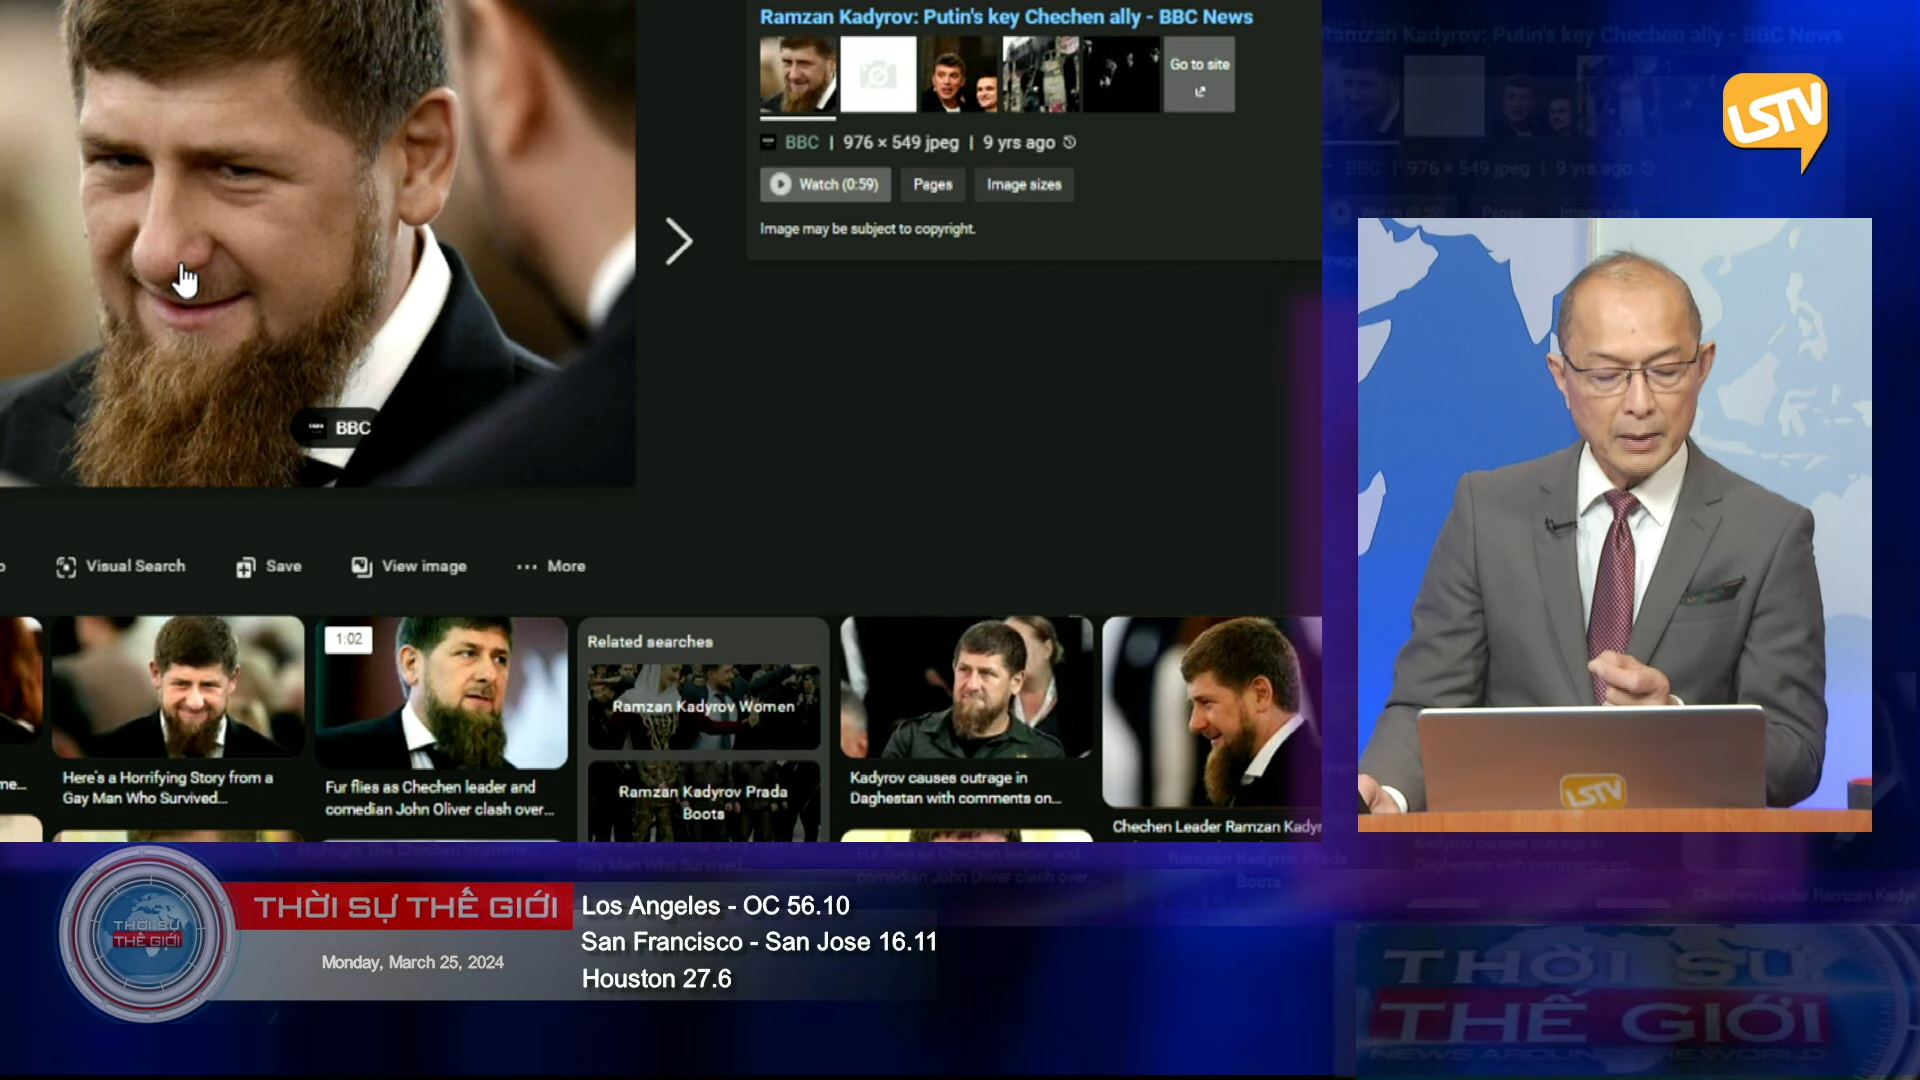 Ramzan Kadyrov: Putin's key Chechen ally - BBC News
Go to site
BBC | 976 × 549 jpeg | 9 yrs ago
Watch (0:59)
Pages
Image sizes
Image may be subject to copyright.
BBC
LSTV
Visual Search
Save
View image
More
1:02
Related searches
Ramzan Kadyrov Women
Ramzan Kadyrov Prada
Boots
Here's a Horrifying Story from a
Gay Man Who Survived...
Fur flies as Chechen leader and
comedian John Oliver clash over...
Kadyrov causes outrage in
Daghestan with comments on...
Chechen Leader Ramzan Kadyr
LSTV
THỜI SỰ
THẾ GIỚI
THỜI SỰ THẾ GIỚI
Monday, March 25, 2024
Los Angeles - OC 56.10
San Francisco - San Jose 16.11
Houston 27.6
THỜI SỰ
THẾ GIỚI
NEWS AROUND THE WORLD